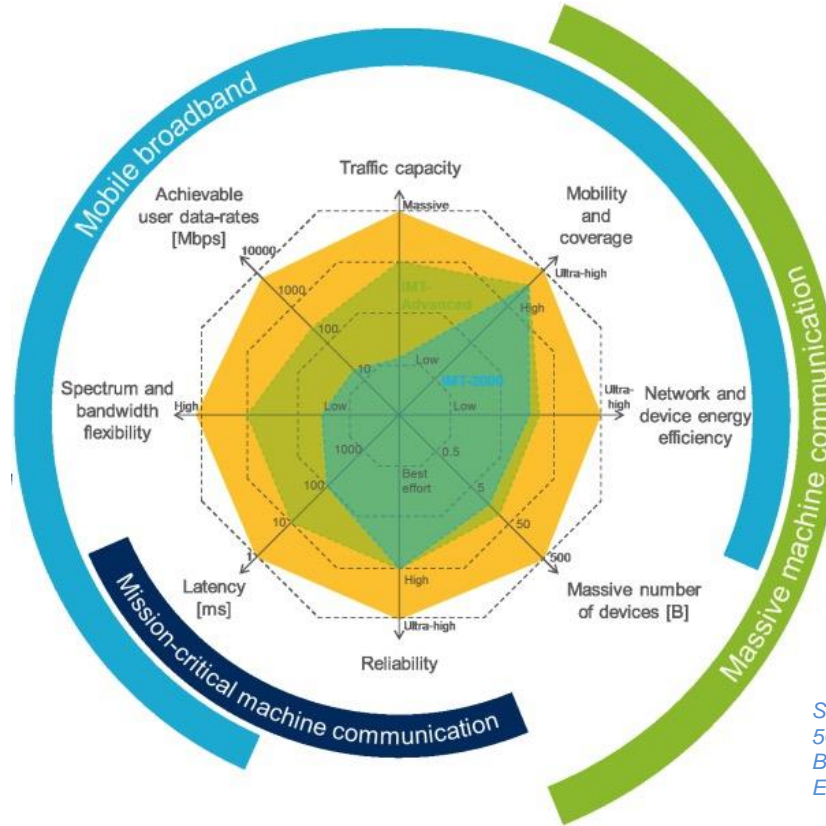 Mobile broadband
Massive machine communication
Mission-critical machine communication
Traffic capacity
Massive
Achievable
user data-rates
[Mbps]
10000
1000
100
10
Mobility
and
coverage
Ultra-high
High
Low
IMT-
Advanced
IMT-2000
Spectrum and
bandwidth
flexibility
High
Low
Low
Ultra-
high
Network and
device energy
efficiency
1000
100
10
1
Latency
[ms]
Best
effort
High
Ultra-high
Reliability
0.5
5
50
500
Massive number
of devices [B]
S
5
B
E